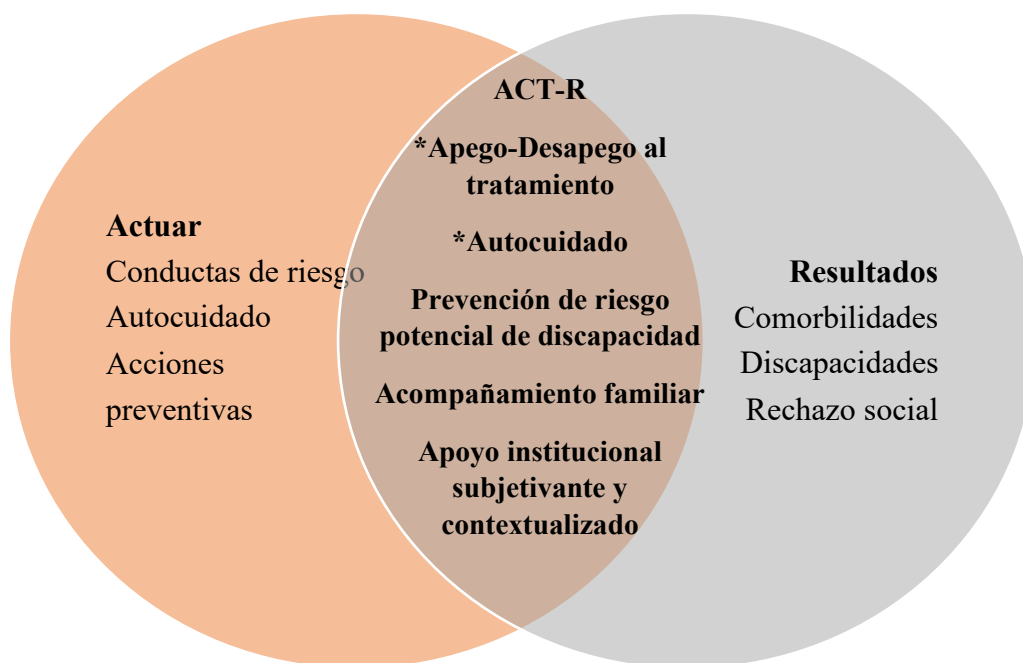 Actuar
Conductas de riesgo
Autocuidado
Acciones
preventivas
ACT-R
*Apego-Desapego al
tratamiento
*Autocuidado
Prevención de riesgo
potencial de discapacidad
Acompañamiento familiar
Apoyo institucional
subjetivante y
contextualizado
Resultados
Comorbilidades
Discapacidades
Rechazo social